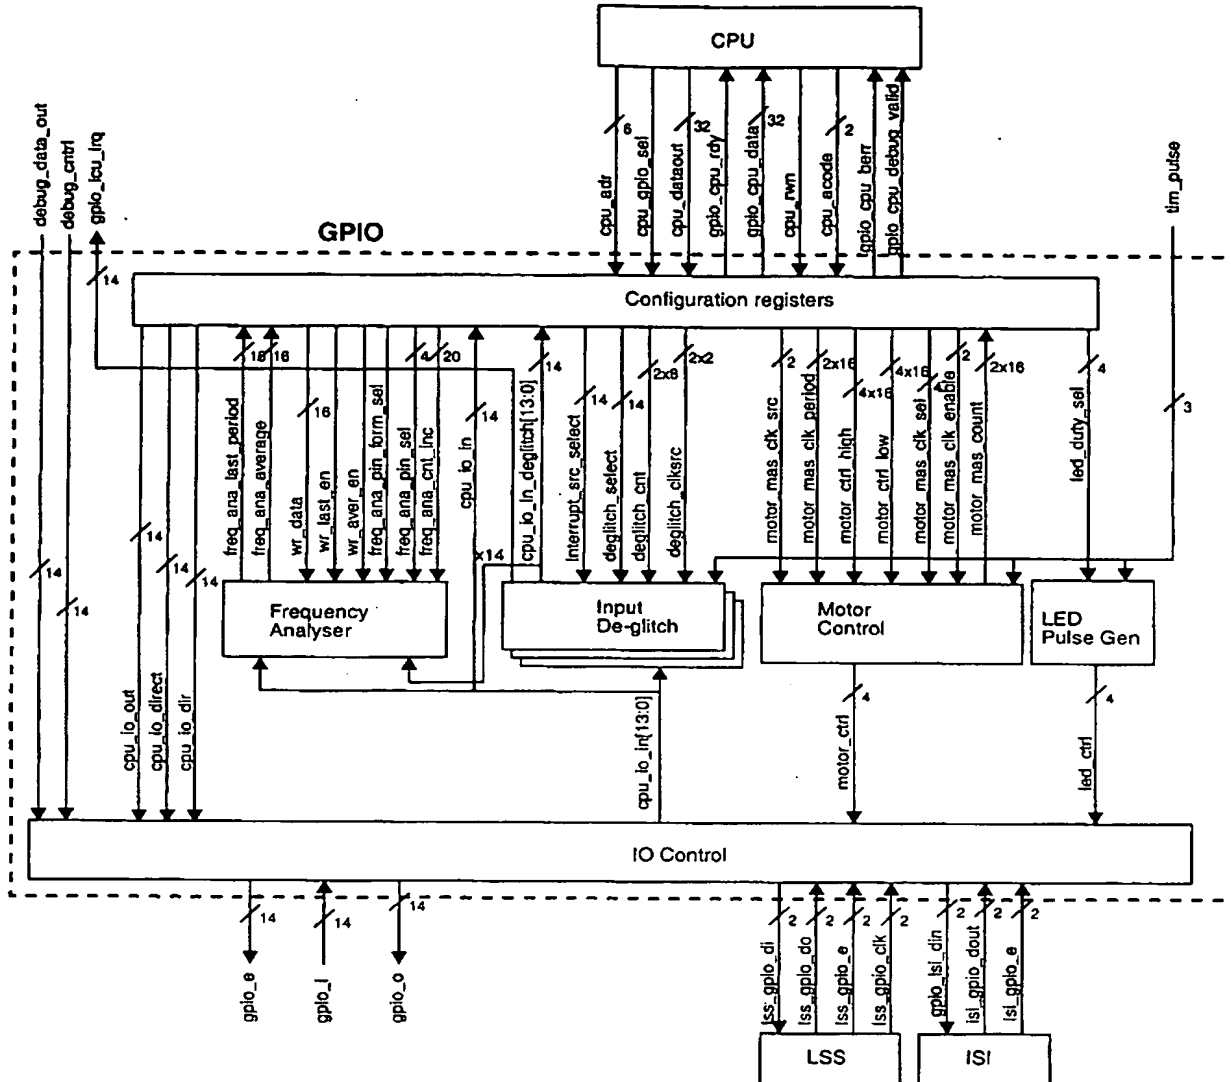 CPU
6
32
32
2
cpu_adr
cpu_gpio_sel
cpu_dataout
gpio_cpu_rdy
gpio_cpu_data
cpu_rwn
cpu_acode
gpio_cpu_berr
gpio_cpu_debug_valid
debug_data_out
debug_cntrl
gpio_icu_irq
tim_pulse
GPIO
14
3
Configuration registers
18
16
4
20
14
14
2x8
2x2
2
2x16
4x16
4x16
4
2
2x16
4
16
14
14
freq_ana_last_period
freq_ana_average
wr_data
wr_last_en
wr_aver_en
freq_ana_pin_form_sel
freq_ana_pin_sel
freq_ana_cnt_inc
cpu_io_in
cpu_io_in_deglitch[13:0]
interrupt_src_select
deglitch_select
deglitch_cnt
deglitch_clksrc
motor_mas_clk_src
motor_mas_clk_period
motor_ctrl_high
motor_ctrl_low
motor_mas_clk_sel
motor_mas_clk_enable
motor_mas_count
led_duty_sel
x14
14
14
14
14
14
Frequency
Analyser
Input
De-glitch
Motor
Control
LED
Pulse Gen
cpu_io_out
cpu_io_direct
cpu_io_dir
cpu_io_in[13:0]
4
motor_ctrl
4
led_ctrl
IO Control
14
14
14
2
2
2
2
2
2
2
gpio_e
gpio_i
gpio_o
lss_gpio_di
lss_gpio_do
lss_gpio_e
lss_gpio_clk
gpio_isi_din
isi_gpio_dout
isi_gpio_e
LSS
ISI